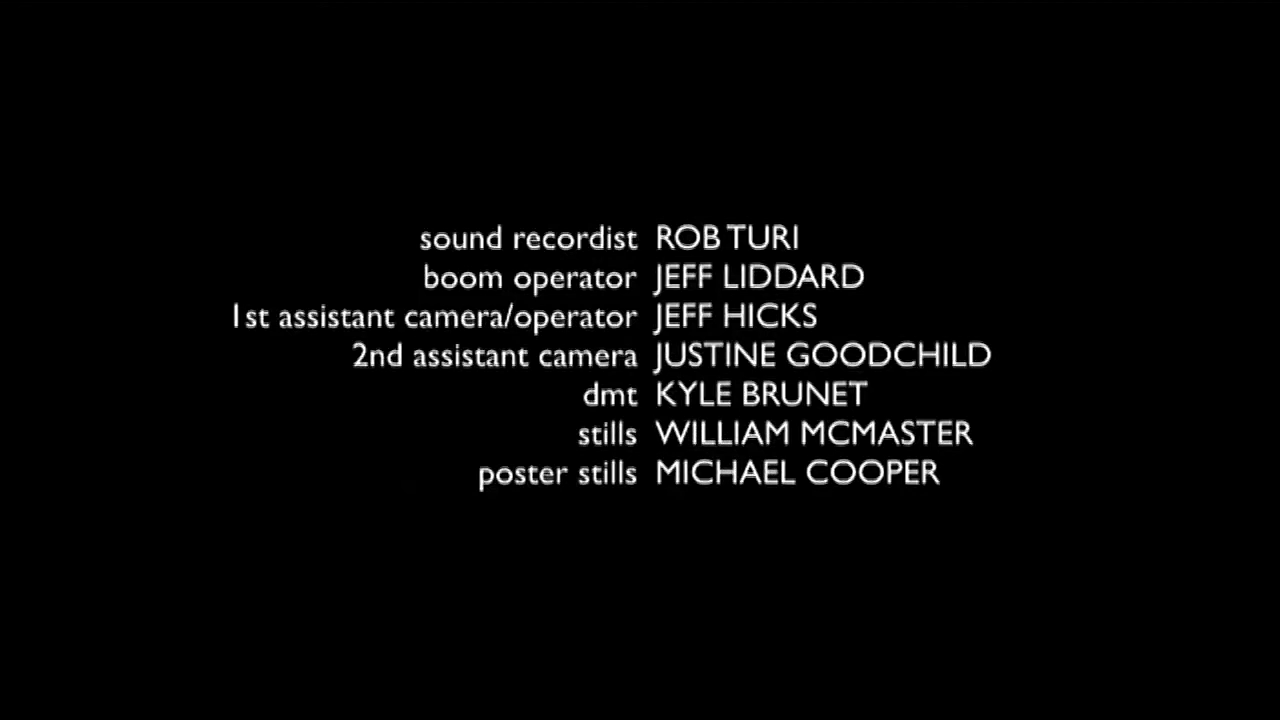 sound recordist ROB TURI
boom operator JEFF LIDDARD
1st assistant camera/operator JEFF HICKS
2nd assistant camera JUSTINE GOODCHILD
dmt KYLE BRUNET
stills WILLIAM MCMASTER
poster stills MICHAEL COOPER